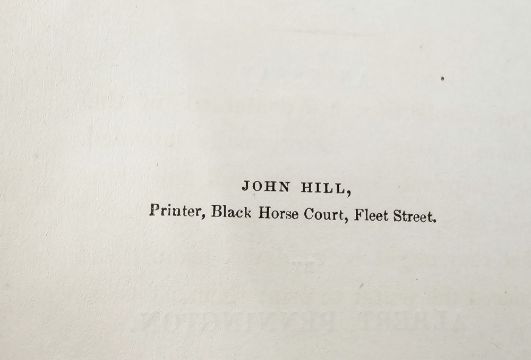 JOHN HILL,
Printer, Black Horse Court, Fleet Street.